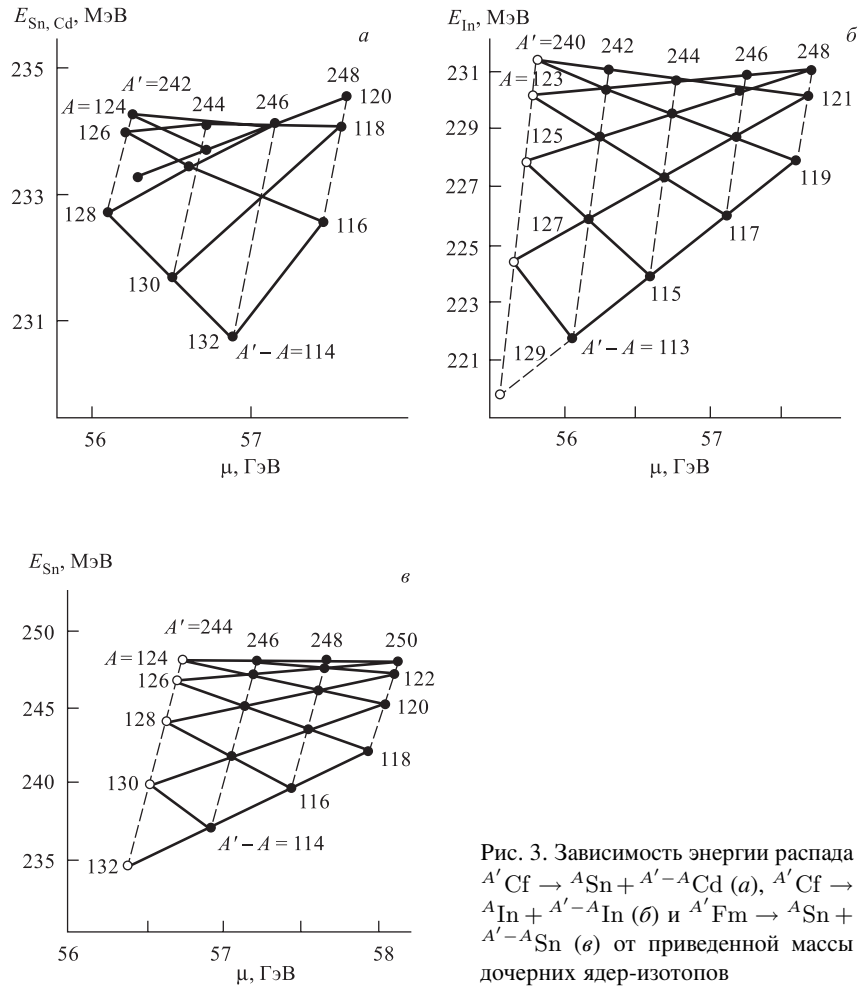 E_Sn, Cd, МэВ
а
235
233
231
A′ = 242
244
246
248
A = 124
126
128
130
132
120
118
116
A′ – A = 114
56
57
μ, ГэВ
E_In, МэВ
б
231
229
227
225
223
221
A′ = 240
242
244
246
248
A = 123
125
127
129
121
119
117
115
A′ – A = 113
56
57
μ, ГэВ
E_Sn, МэВ
в
250
245
240
235
A′ = 244
246
248
250
A = 124
126
128
130
132
122
120
118
116
A′ – A = 114
56
57
58
μ, ГэВ
Рис. 3. Зависимость энергии распада
^A′Cf → ^ASn + ^A′−ACd (а), ^A′Cf →
^AIn + ^A′−AIn (б) и ^A′Fm → ^ASn +
^A′−ASn (в) от приведенной массы
дочерних ядер-изотопов